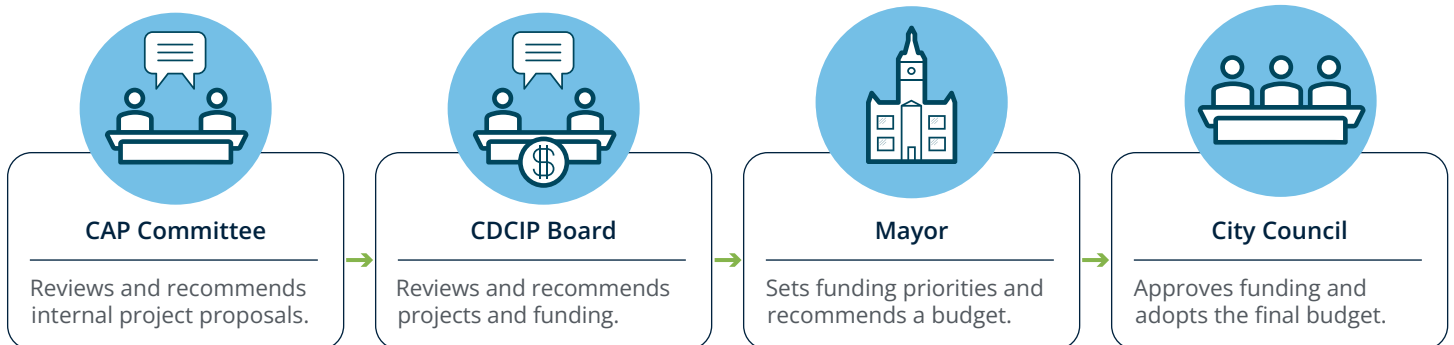 CAP Committee
Reviews and recommends
internal project proposals.
CDCIP Board
$
Reviews and recommends
projects and funding.
Mayor
Sets funding priorities and
recommends a budget.
City Council
Approves funding and
adopts the final budget.